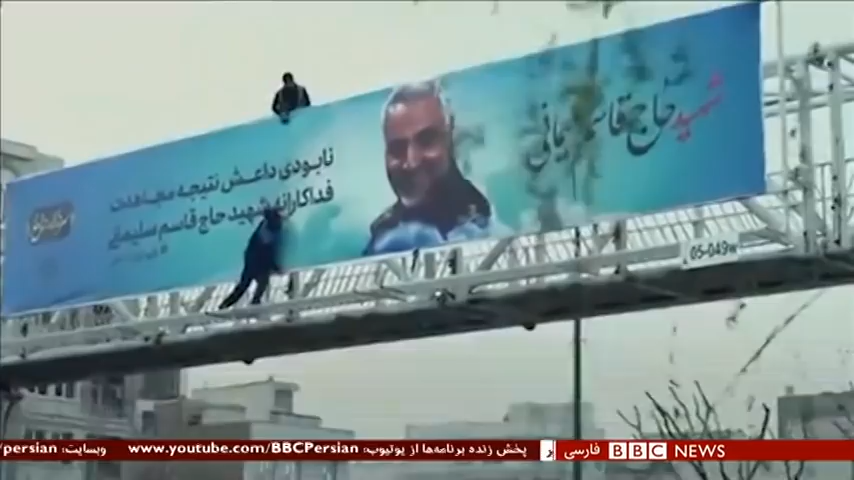 شهید حاج قاسم سلیمانی
نابودی داعش نتیجه مجاهدت
فداکارانه شهید حاج قاسم سلیمانی
05-049w
BBC NEWS فارسی
پخش زنده برنامه‌ها از یوتیوب: www.youtube.com/BBCPersian
وبسایت: /persian